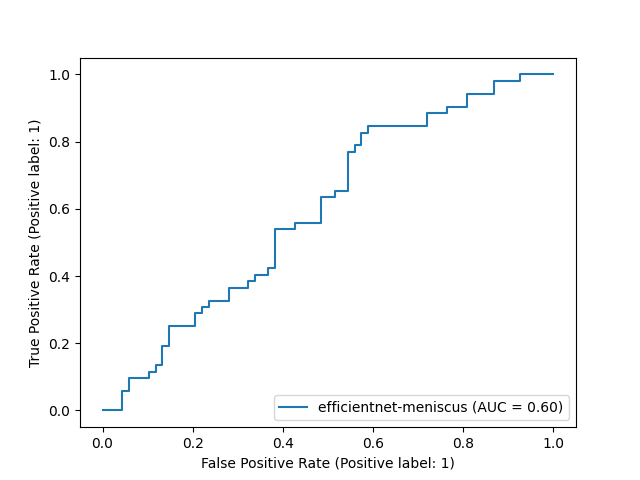 1.0
0.8
0.6
0.4
0.2
0.0
True Positive Rate (Positive label: 1)
efficientnet-meniscus (AUC = 0.60)
0.0 0.2 0.4 0.6 0.8 1.0
False Positive Rate (Positive label: 1)